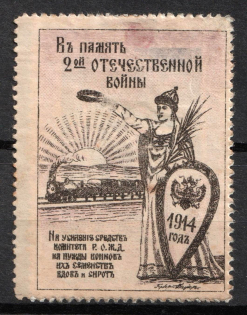 Въ память
2ой отечественной
войны
1914
годъ
На усиленіе средствъ
комитета Р.О.Ж.Д.
на нужды воиновъ
ихъ семействъ
вдовъ и сиротъ